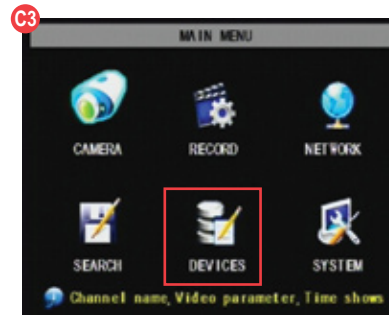 C3
MAIN MENU
CAMERA RECORD NETWORK
SEARCH DEVICES SYSTEM
Channel name, Video parameter, Time shows